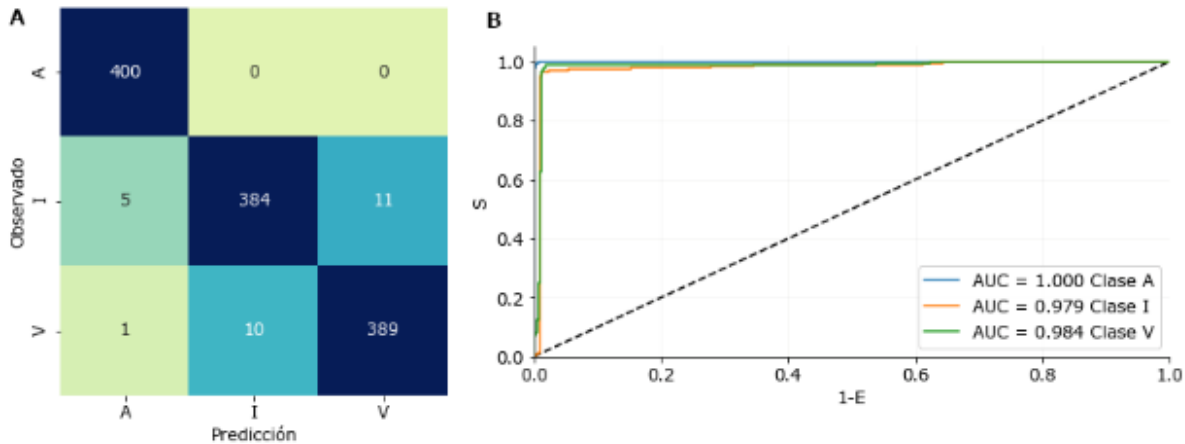 A
A
400
0
0
Observado
I
5
384
11
V
1
10
389
A
I
V
Predicción
B
1.0
0.8
0.6
S
0.4
0.2
0.0
0.0
0.2
0.4
0.6
0.8
1.0
1-E
AUC = 1.000 Clase A
AUC = 0.979 Clase I
AUC = 0.984 Clase V